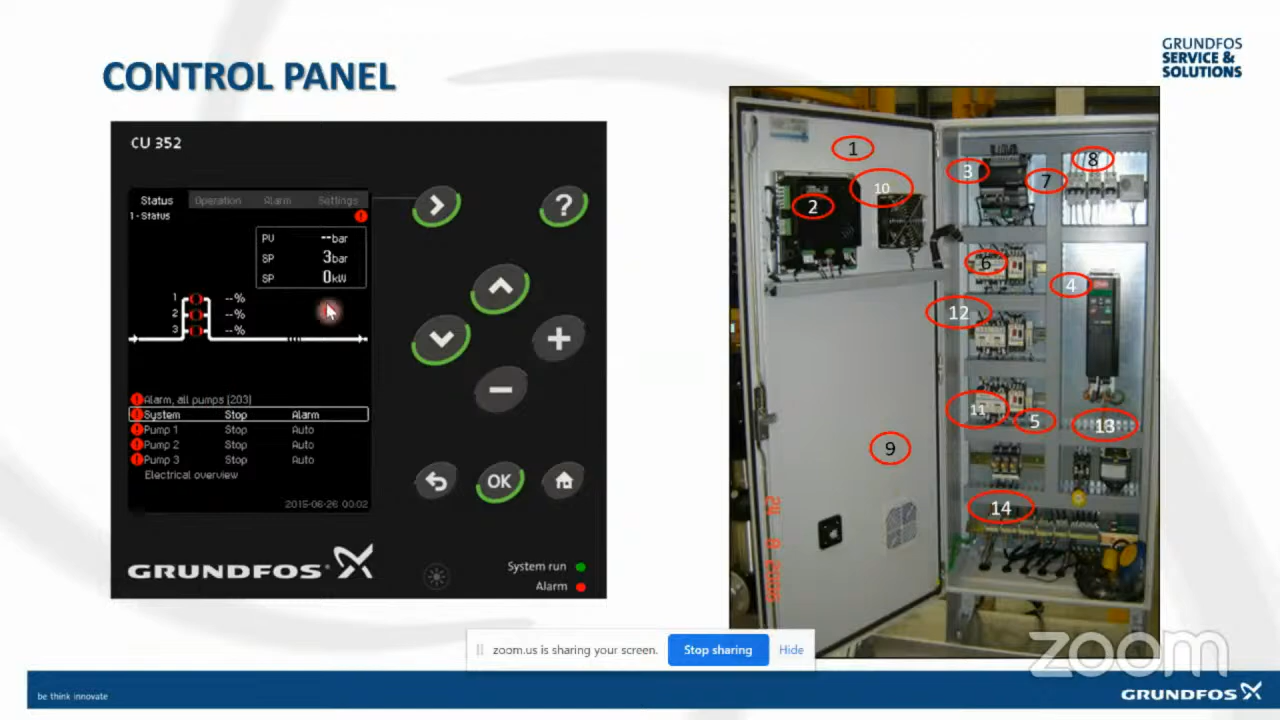 CONTROL PANEL
GRUNDFOS
SERVICE &
SOLUTIONS
CU 352
Status Operation Alarm Settings
1 - Status
PV --bar
SP 3bar
SP 0kW
1 --%
2 --%
3 --%
Alarm, all pumps (203)
System Stop Alarm
Pump 1 Stop Auto
Pump 2 Stop Auto
Pump 3 Stop Auto
Electrical overview
2015-06-26 00:02
?
OK
GRUNDFOS
System run
Alarm
1
2
3
4
5
6
7
8
9
10
11
12
13
14
zoom.us is sharing your screen. Stop sharing Hide
zoom
be think innovate
GRUNDFOS